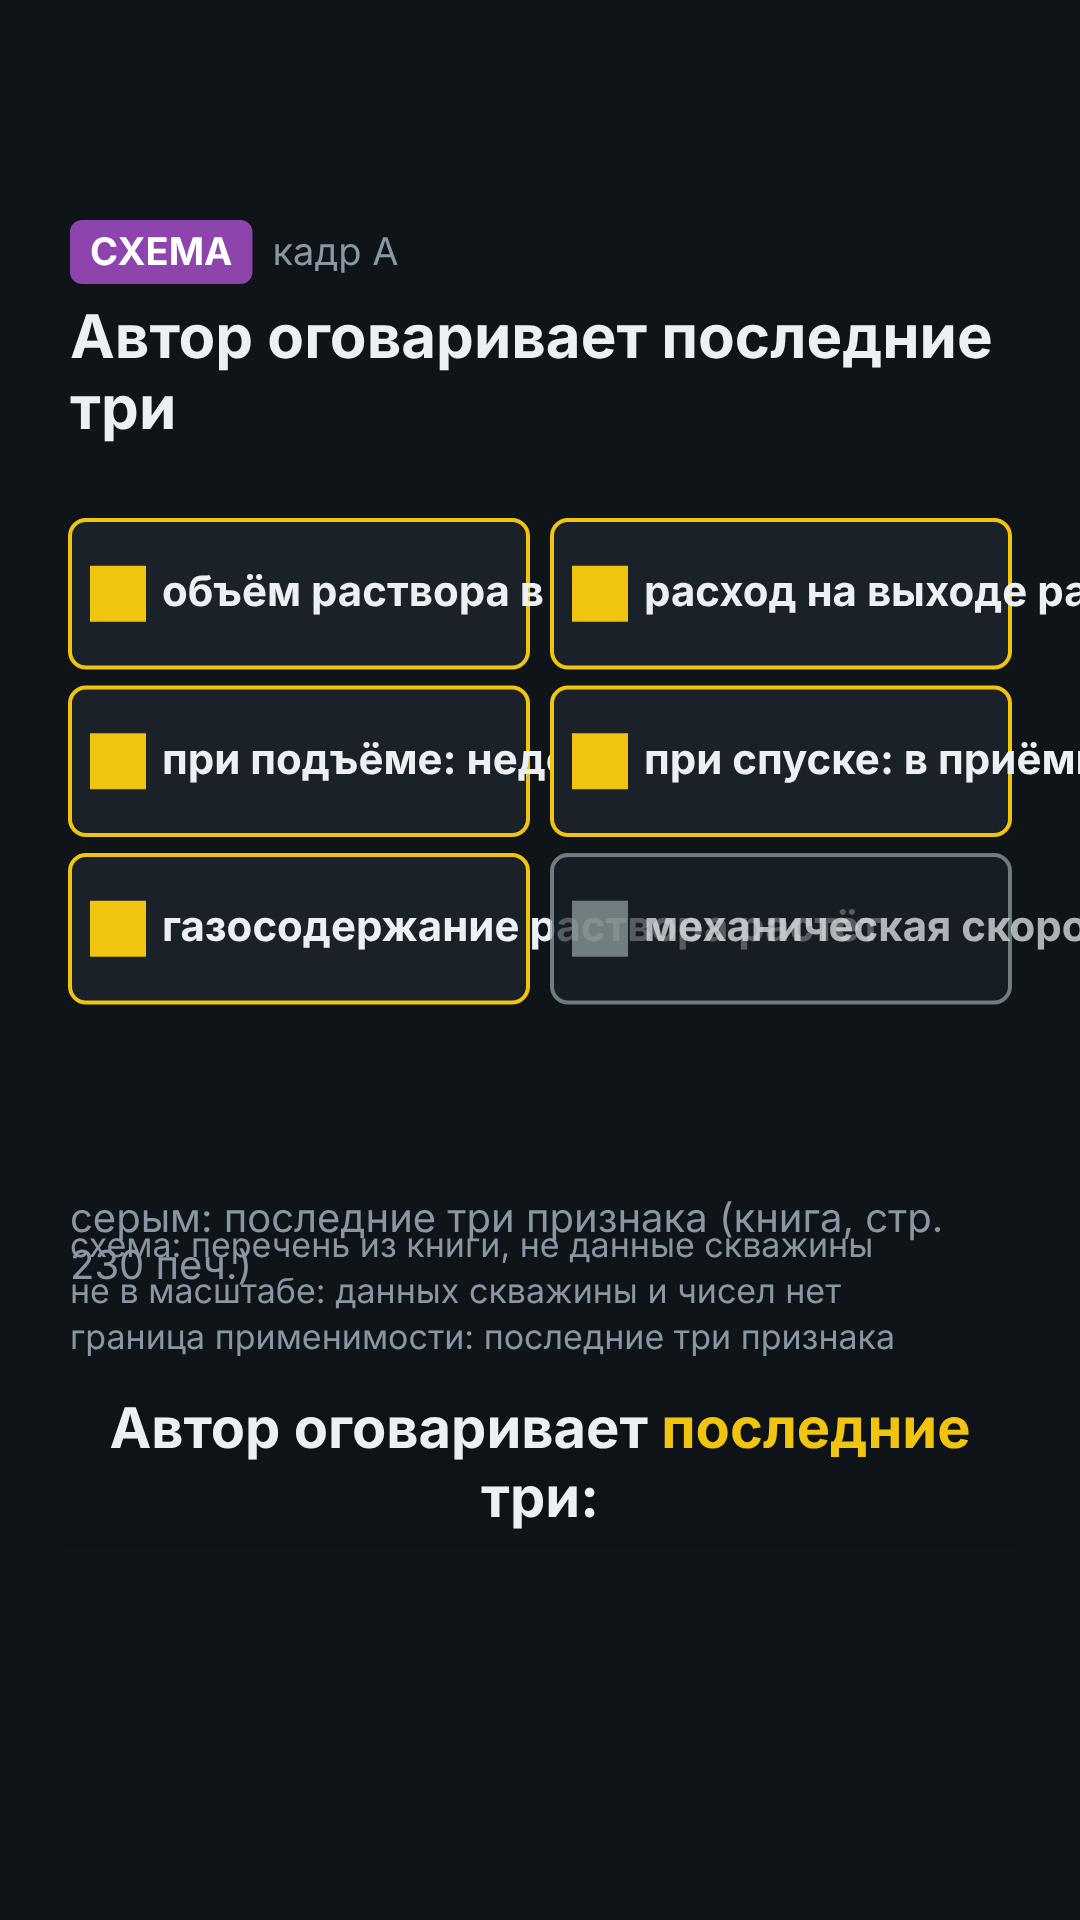 СХЕМА кадр А
Автор оговаривает последние
три
объём раствора в
расход на выходе ра
при подъёме: нед
при спуске: в приём
газосодержание раствора растёт
механическая скоро
серым: последние три признака (книга, стр.
230 печ.)
схема: перечень из книги, не данные скважины
не в масштабе: данных скважины и чисел нет
граница применимости: последние три признака
Автор оговаривает последние
три: